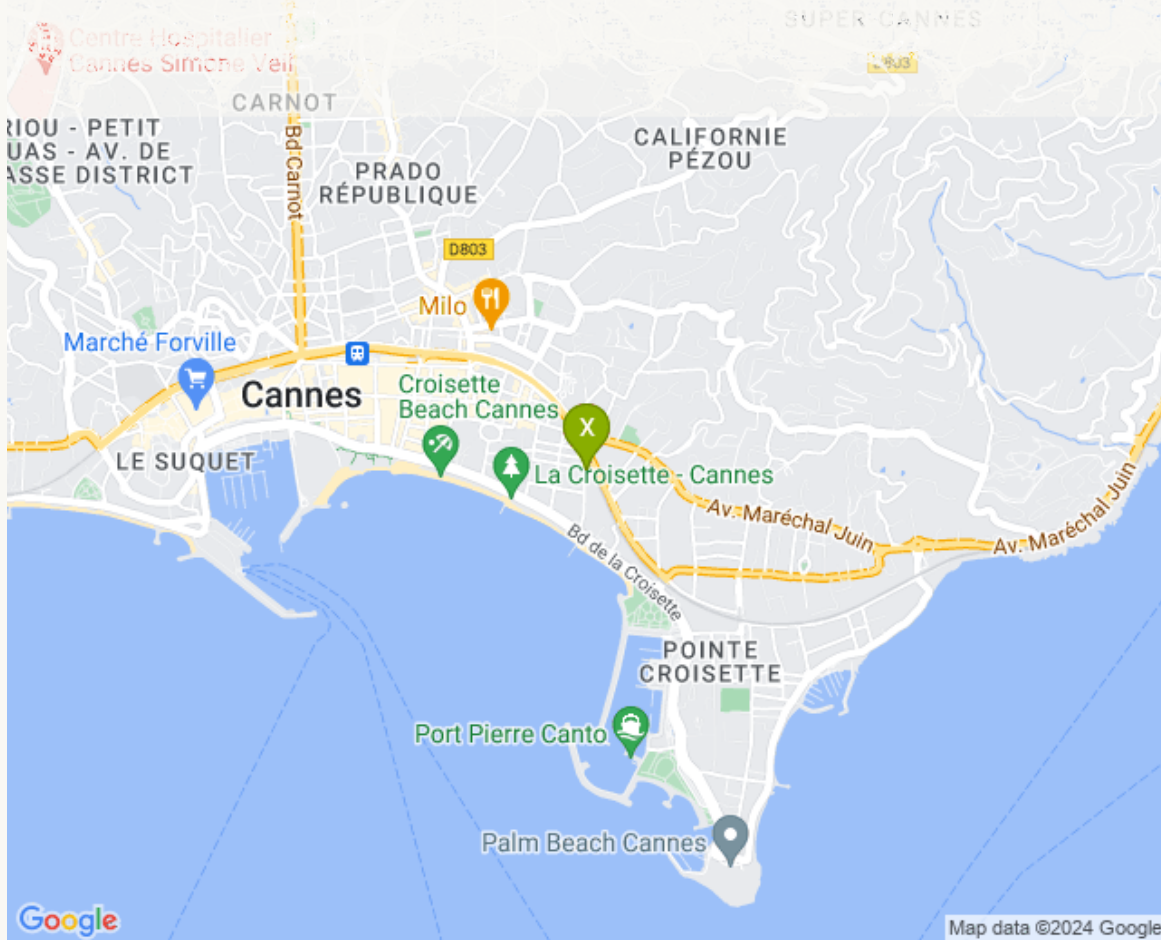 SUPER CANNES
Centre Hospitalier
Cannes Simone Veil
D803
CARNOT
RIOU - PETIT
UAS - AV. DE
ASSE DISTRICT
Bd Carnot
PRADO
RÉPUBLIQUE
CALIFORNIE
PÉZOU
D803
Milo
Marché Forville
Cannes
Croisette
Beach Cannes
X
LE SUQUET
La Croisette - Cannes
Av. Maréchal Juin
Av. Maréchal Juin
Bd de la Croisette
POINTE
CROISETTE
Port Pierre Canto
Palm Beach Cannes
Google
Map data ©2024 Google